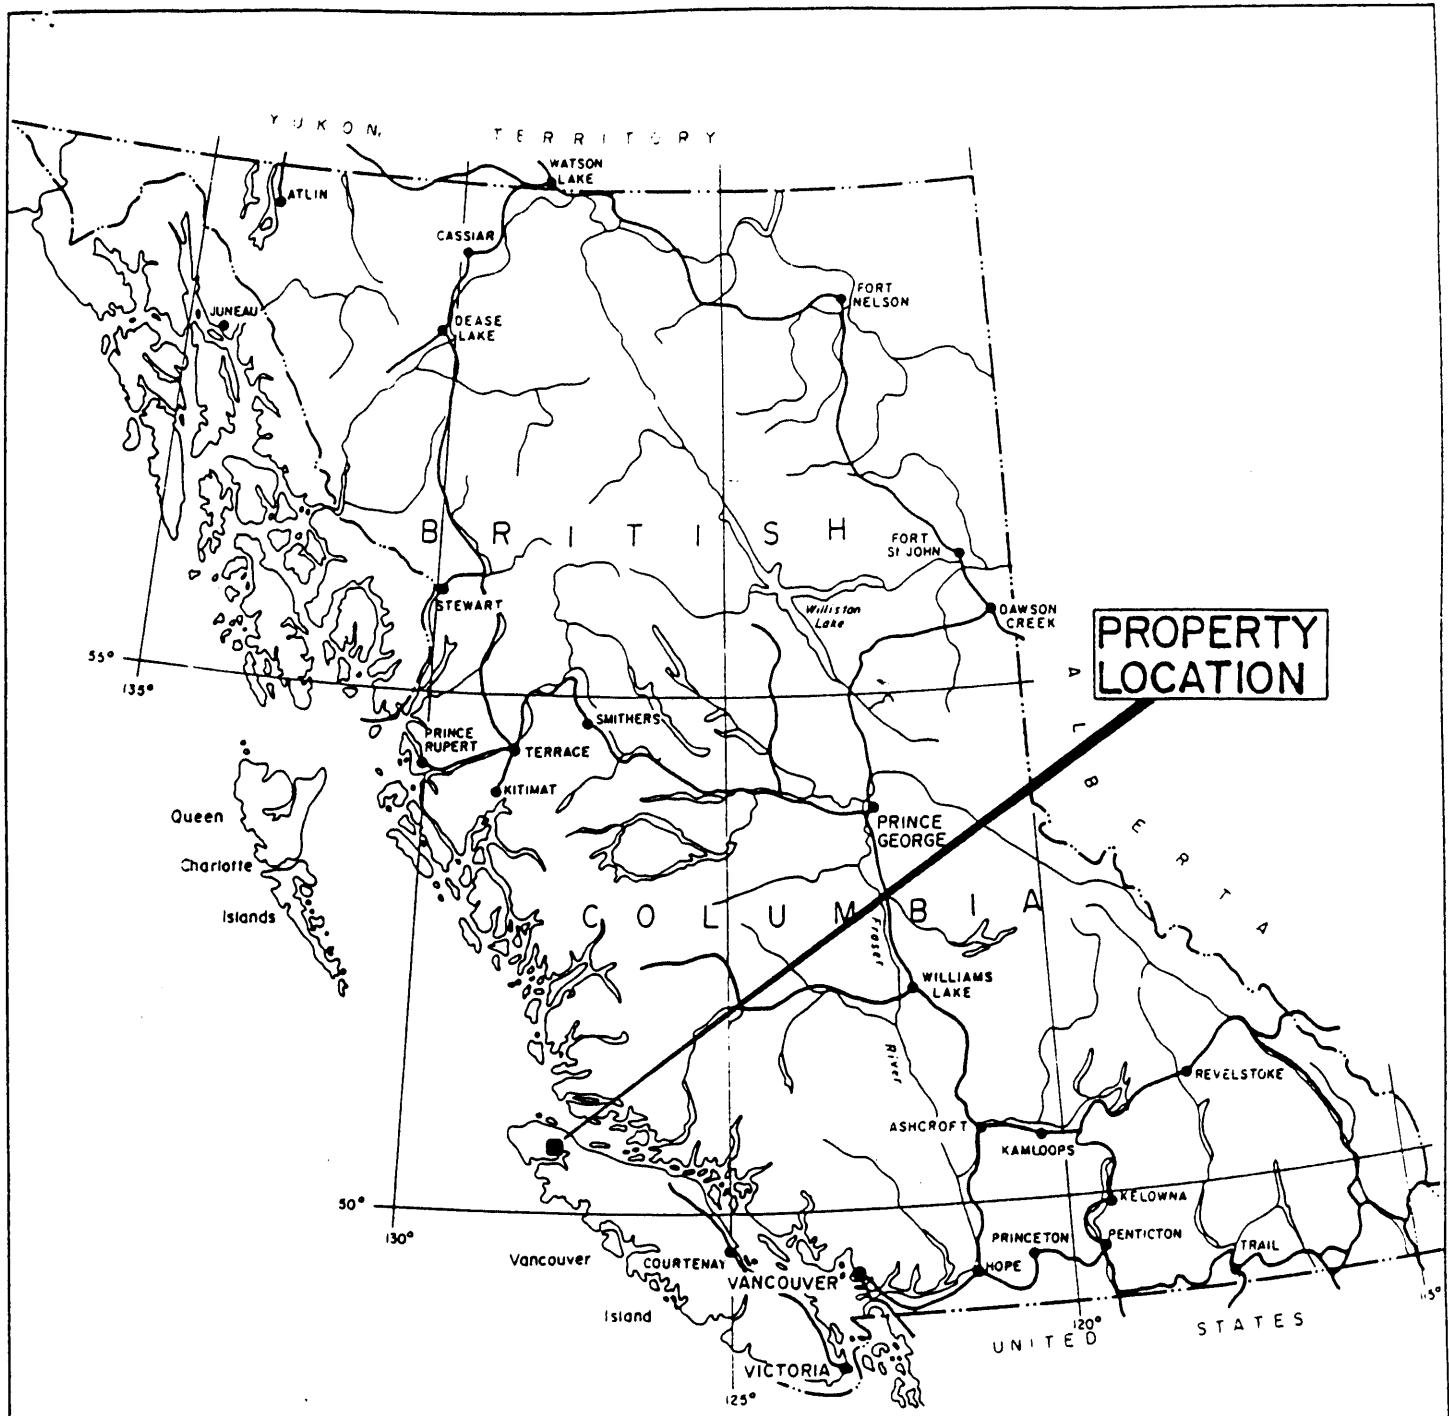 YUKON TERRITORY
WATSON
LAKE
ATLIN
CASSIAR
FORT
NELSON
JUNEAU
DEASE
LAKE
BRITISH
FORT
ST JOHN
STEWART
Williston
Lake
DAWSON
CREEK
PROPERTY
LOCATION
55°
135°
ALBERTA
SMITHERS
PRINCE
RUPERT
TERRACE
KITIMAT
Queen
Charlotte
Islands
PRINCE
GEORGE
COLUMBIA
Fraser
River
WILLIAMS
LAKE
REVELSTOKE
ASHCROFT
KAMLOOPS
50°
130°
KELOWNA
PRINCETON
PENTICTON
TRAIL
HOPE
Vancouver
Island
COURTENAY
VANCOUVER
VICTORIA
125°
120°
115°
UNITED STATES